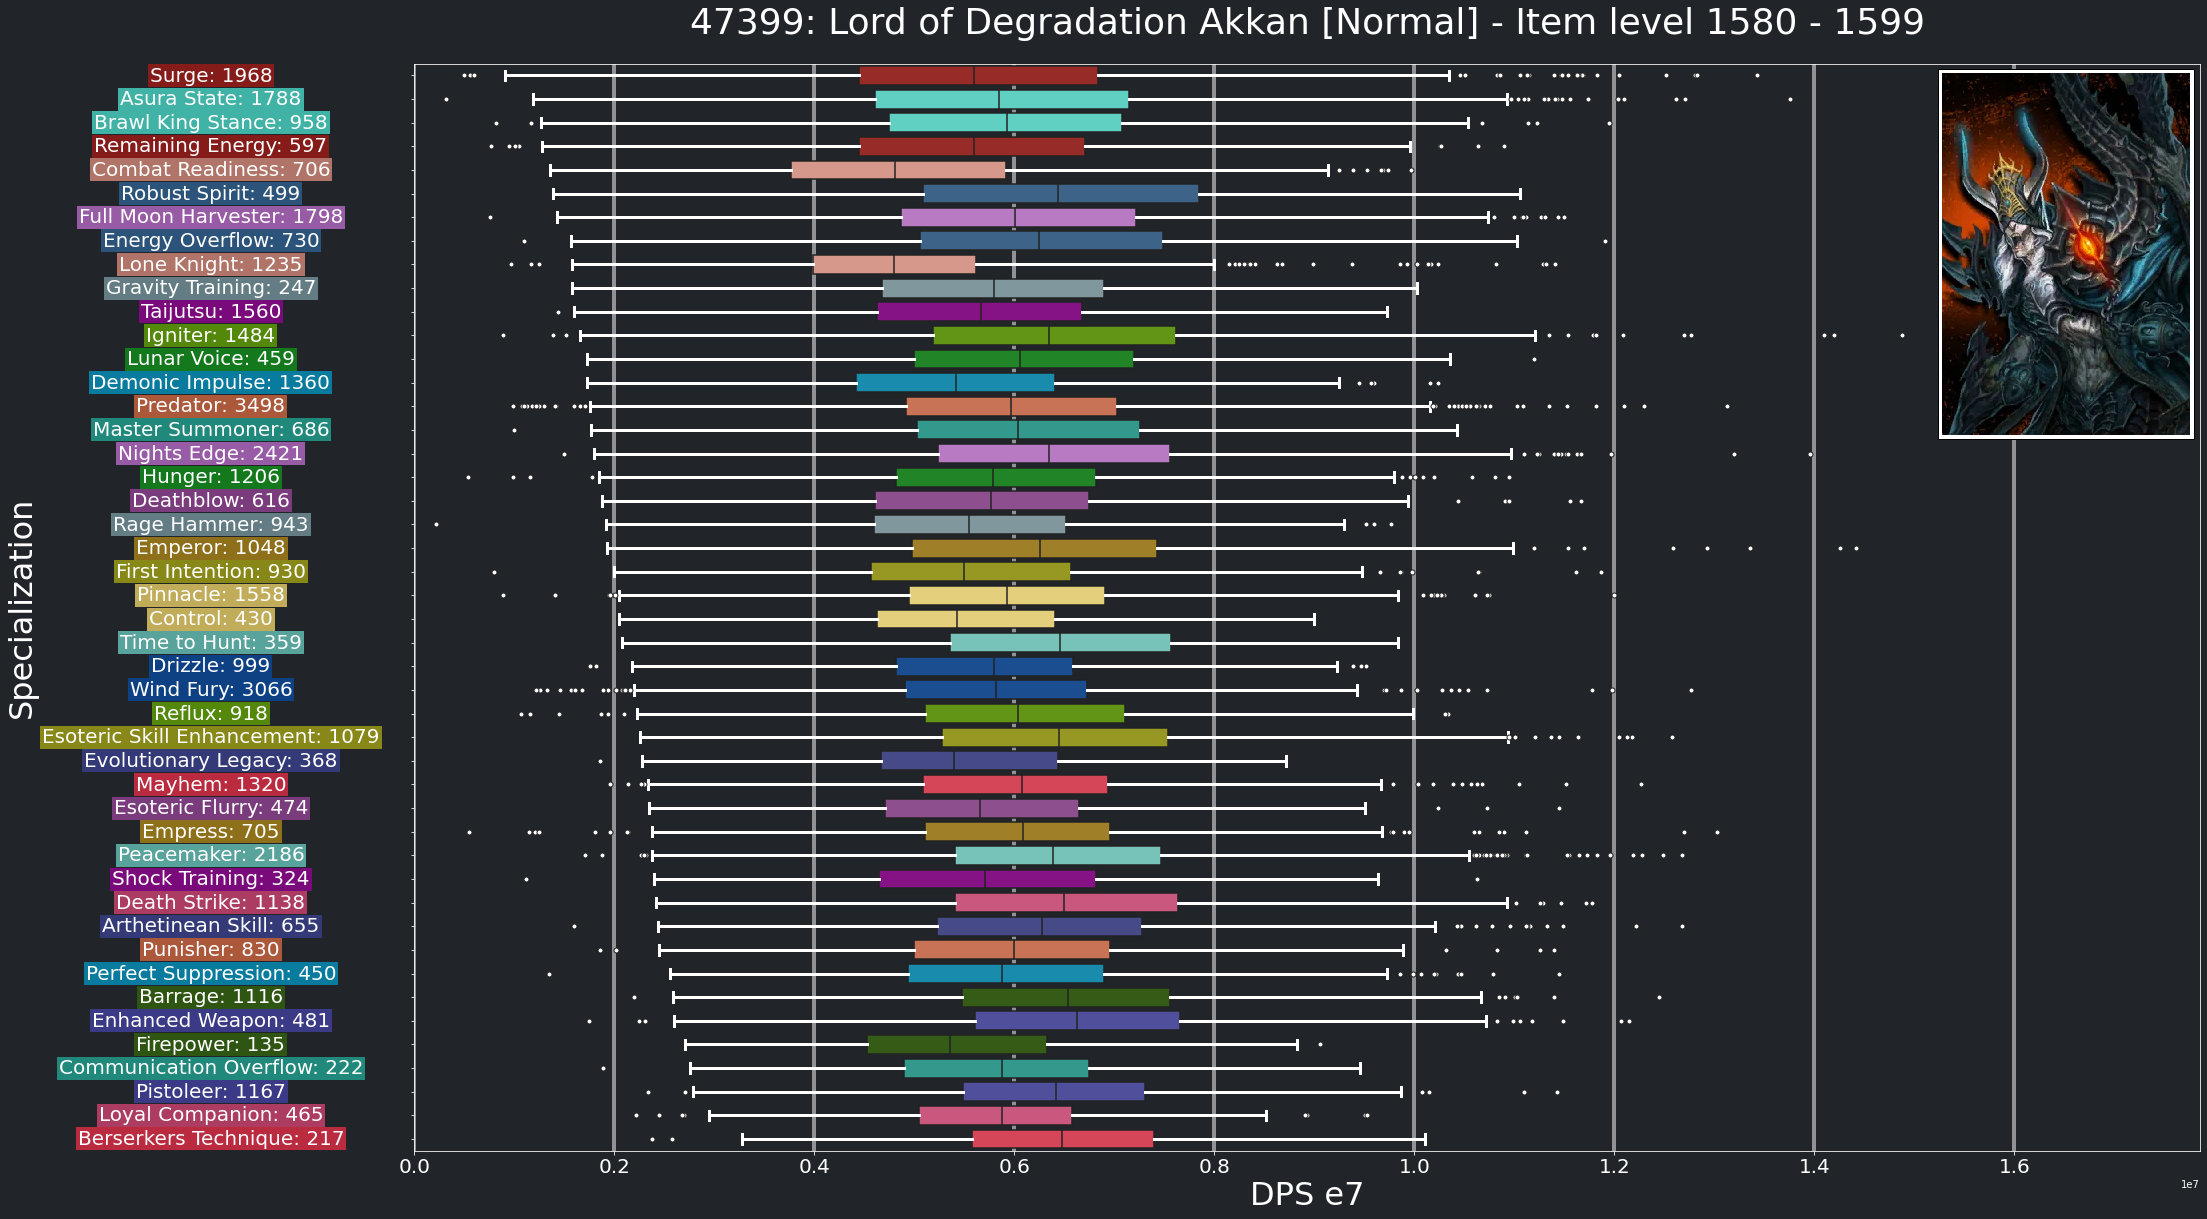 47399: Lord of Degradation Akkan [Normal] - Item level 1580 - 1599
Specialization
Surge: 1968
Asura State: 1788
Brawl King Stance: 958
Remaining Energy: 597
Combat Readiness: 706
Robust Spirit: 499
Full Moon Harvester: 1798
Energy Overflow: 730
Lone Knight: 1235
Gravity Training: 247
Taijutsu: 1560
Igniter: 1484
Lunar Voice: 459
Demonic Impulse: 1360
Predator: 3498
Master Summoner: 686
Nights Edge: 2421
Hunger: 1206
Deathblow: 616
Rage Hammer: 943
Emperor: 1048
First Intention: 930
Pinnacle: 1558
Control: 430
Time to Hunt: 359
Drizzle: 999
Wind Fury: 3066
Reflux: 918
Esoteric Skill Enhancement: 1079
Evolutionary Legacy: 368
Mayhem: 1320
Esoteric Flurry: 474
Empress: 705
Peacemaker: 2186
Shock Training: 324
Death Strike: 1138
Arthetinean Skill: 655
Punisher: 830
Perfect Suppression: 450
Barrage: 1116
Enhanced Weapon: 481
Firepower: 135
Communication Overflow: 222
Pistoleer: 1167
Loyal Companion: 465
Berserkers Technique: 217
0.0 0.2 0.4 0.6 0.8 1.0 1.2 1.4 1.6
1e7
DPS e7